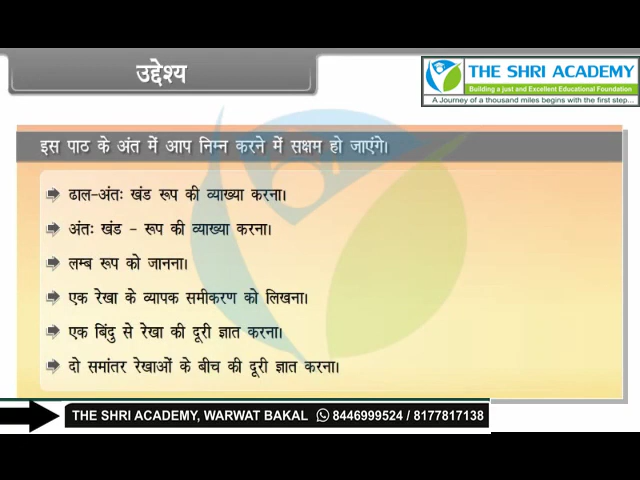 उद्देश्य
THE SHRI ACADEMY
Building a just and Excellent Educational Foundation
A Journey of a thousand miles begins with the first step...
इस पाठ के अंत में आप निम्न करने में सक्षम हो जाएंगे।
ढाल-अंतः खंड रूप की व्याख्या करना।
अंतः खंड - रूप की व्याख्या करना।
लम्ब रूप को जानना।
एक रेखा के व्यापक समीकरण को लिखना।
एक बिंदु से रेखा की दूरी ज्ञात करना।
दो समांतर रेखाओं के बीच की दूरी ज्ञात करना।
THE SHRI ACADEMY, WARWAT BAKAL 8446999524 / 8177817138